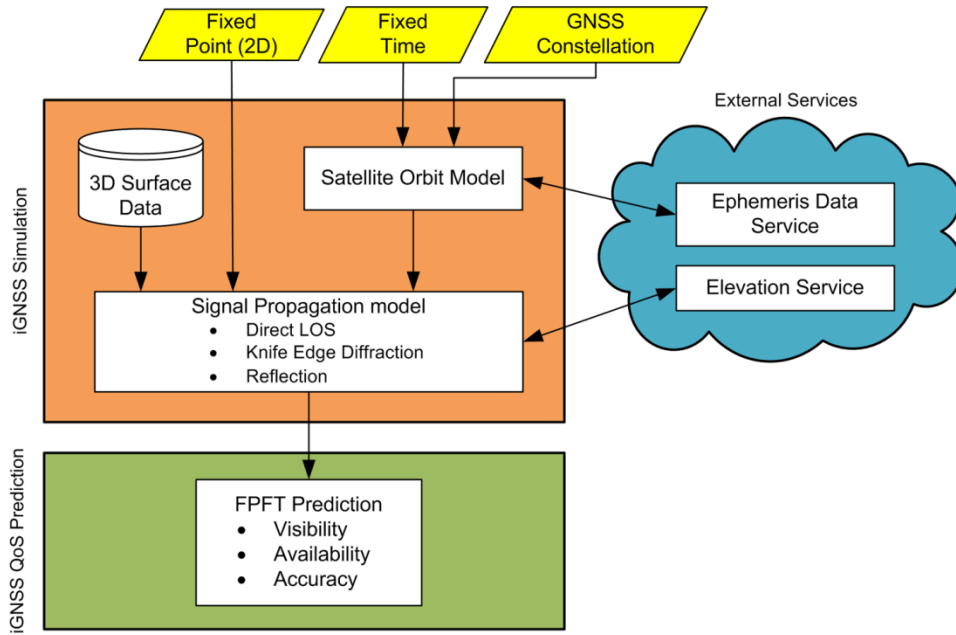 Fixed
Point (2D)
Fixed
Time
GNSS
Constellation
External Services
iGNSS Simulation
3D Surface
Data
Satellite Orbit Model
Ephemeris Data
Service
Elevation Service
Signal Propagation model
• Direct LOS
• Knife Edge Diffraction
• Reflection
iGNSS QoS Prediction
FPFT Prediction
• Visibility
• Availability
• Accuracy